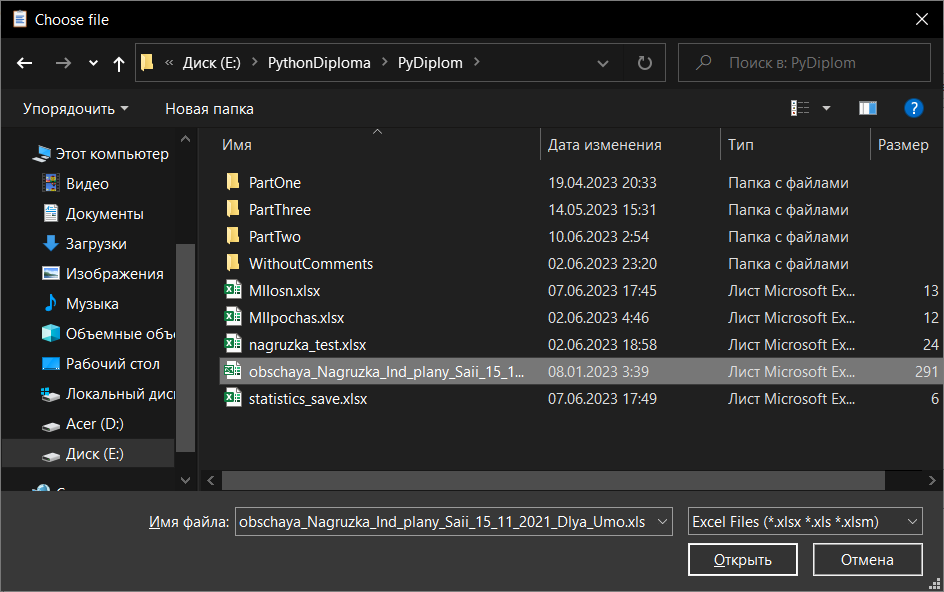 Choose file
« Диск (E:) > PythonDiploma > PyDiplom >
Поиск в: PyDiplom
Упорядочить
Новая папка
?
Этот компьютер
Видео
Документы
Загрузки
Изображения
Музыка
Объемные объ
Рабочий стол
Локальный дис
Acer (D:)
Диск (E:)
Имя Дата изменения Тип Размер
PartOne 19.04.2023 20:33 Папка с файлами
PartThree 14.05.2023 15:31 Папка с файлами
PartTwo 10.06.2023 2:54 Папка с файлами
WithoutComments 02.06.2023 23:20 Папка с файлами
MIIosn.xlsx 07.06.2023 17:45 Лист Microsoft Ex... 13
MIIpochas.xlsx 02.06.2023 4:46 Лист Microsoft Ex... 12
nagruzka_test.xlsx 02.06.2023 18:58 Лист Microsoft Ex... 24
obschaya_Nagruzka_Ind_plany_Saii_15_1... 08.01.2023 3:39 Лист Microsoft Ex... 291
statistics_save.xlsx 07.06.2023 17:49 Лист Microsoft Ex... 6
Имя файла: obschaya_Nagruzka_Ind_plany_Saii_15_11_2021_Dlya_Umo.xls
Excel Files (*.xlsx *.xls *.xlsm)
Открыть
Отмена